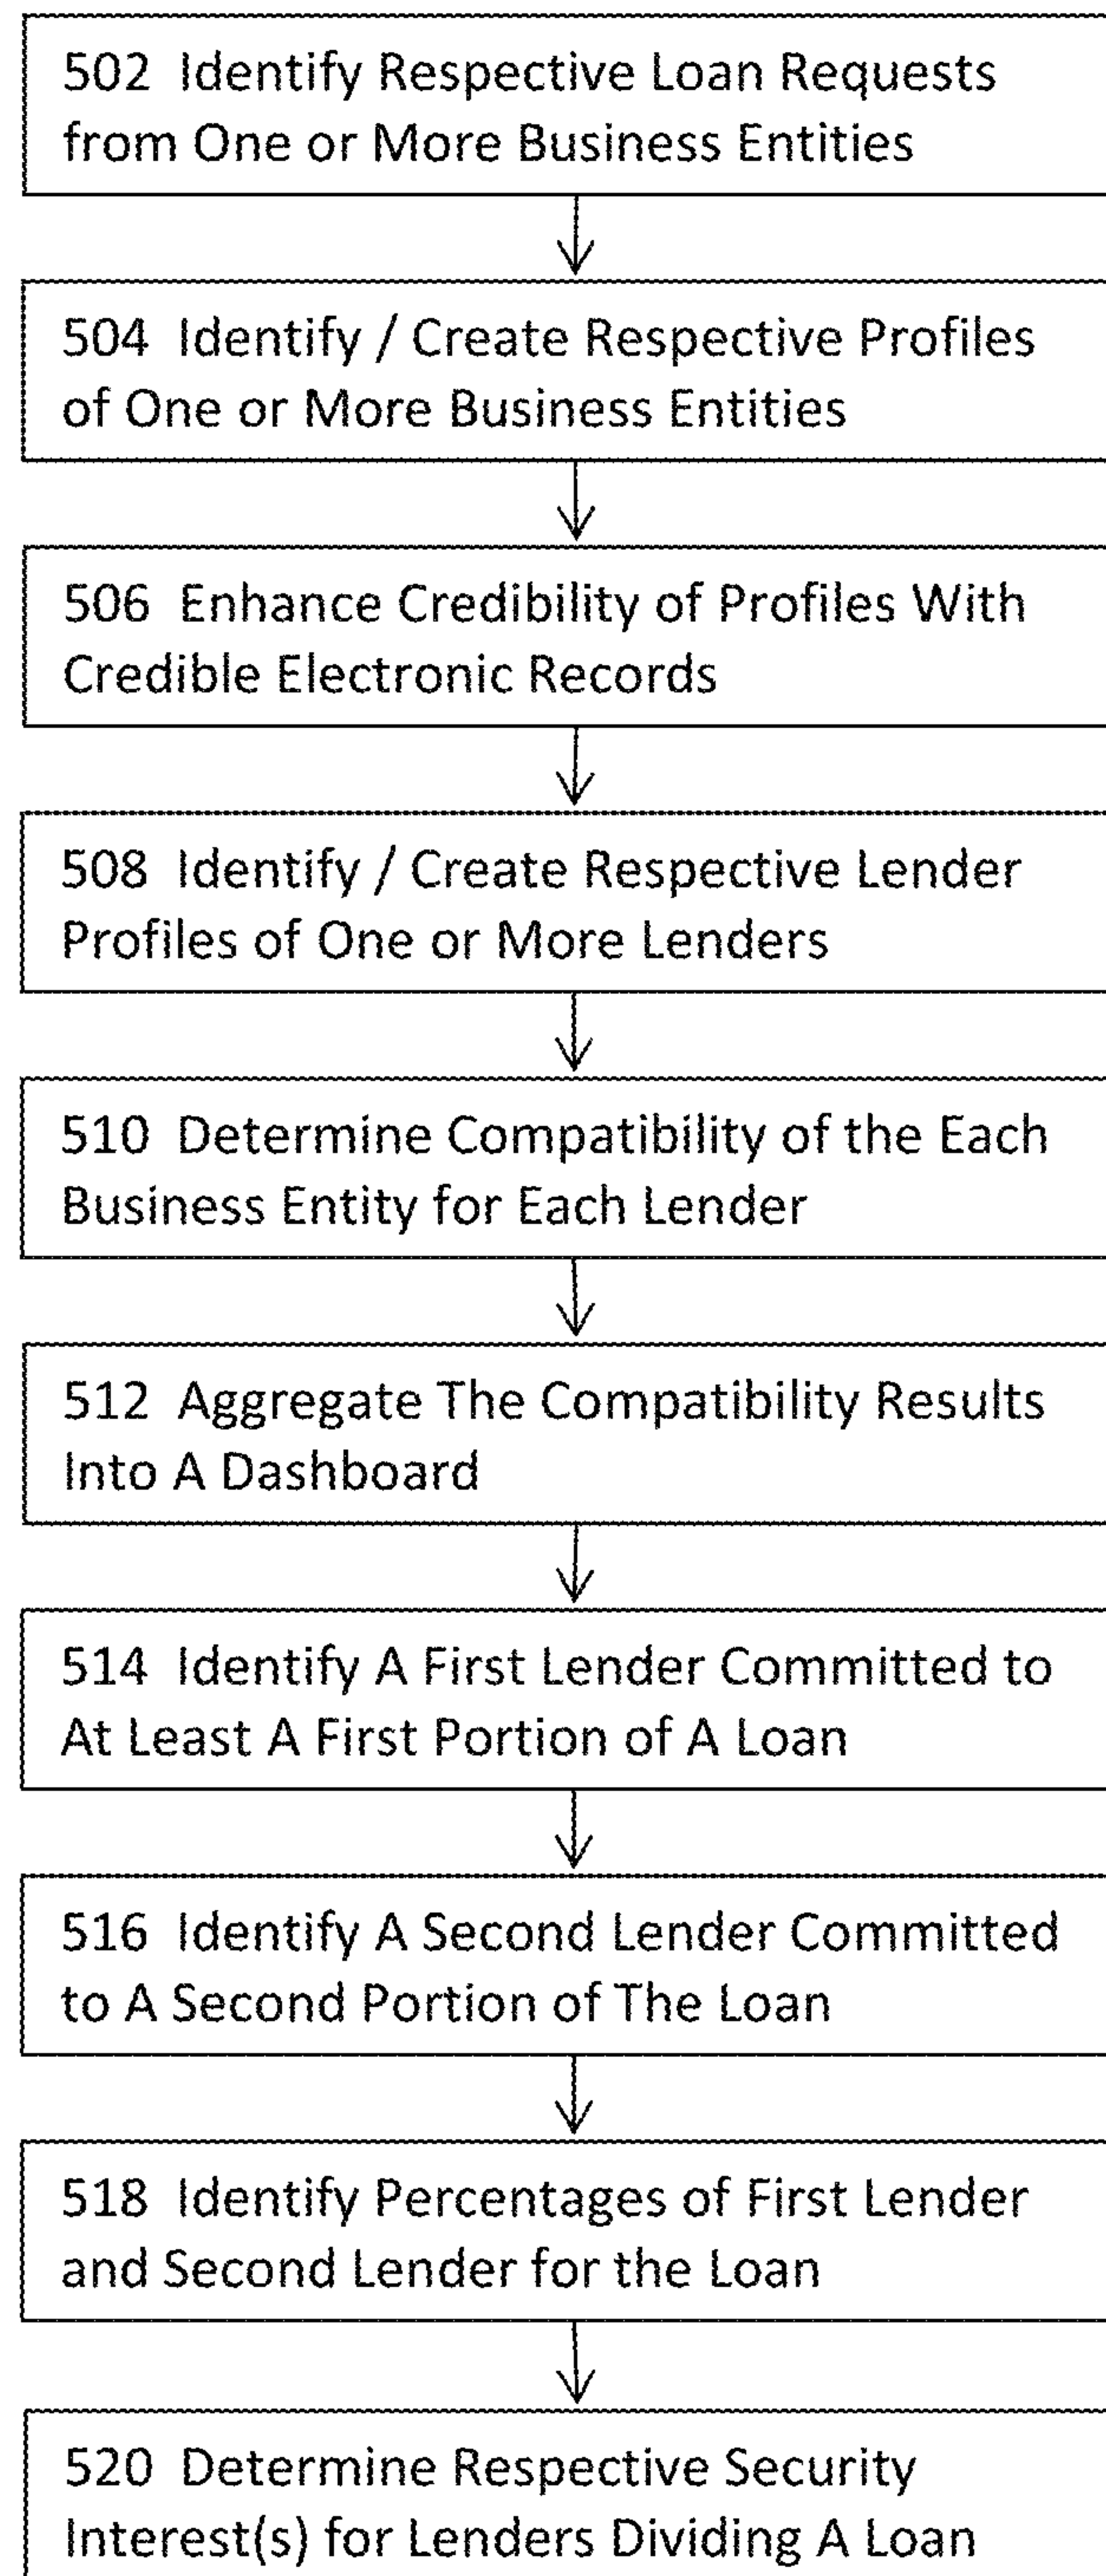 502 Identify Respective Loan Requests
from One or More Business Entities
504 Identify / Create Respective Profiles
of One or More Business Entities
506 Enhance Credibility of Profiles With
Credible Electronic Records
508 Identify / Create Respective Lender
Profiles of One or More Lenders
510 Determine Compatibility of the Each
Business Entity for Each Lender
512 Aggregate The Compatibility Results
Into A Dashboard
514 Identify A First Lender Committed to
At Least A First Portion of A Loan
516 Identify A Second Lender Committed
to A Second Portion of The Loan
518 Identify Percentages of First Lender
and Second Lender for the Loan
520 Determine Respective Security
Interest(s) for Lenders Dividing A Loan